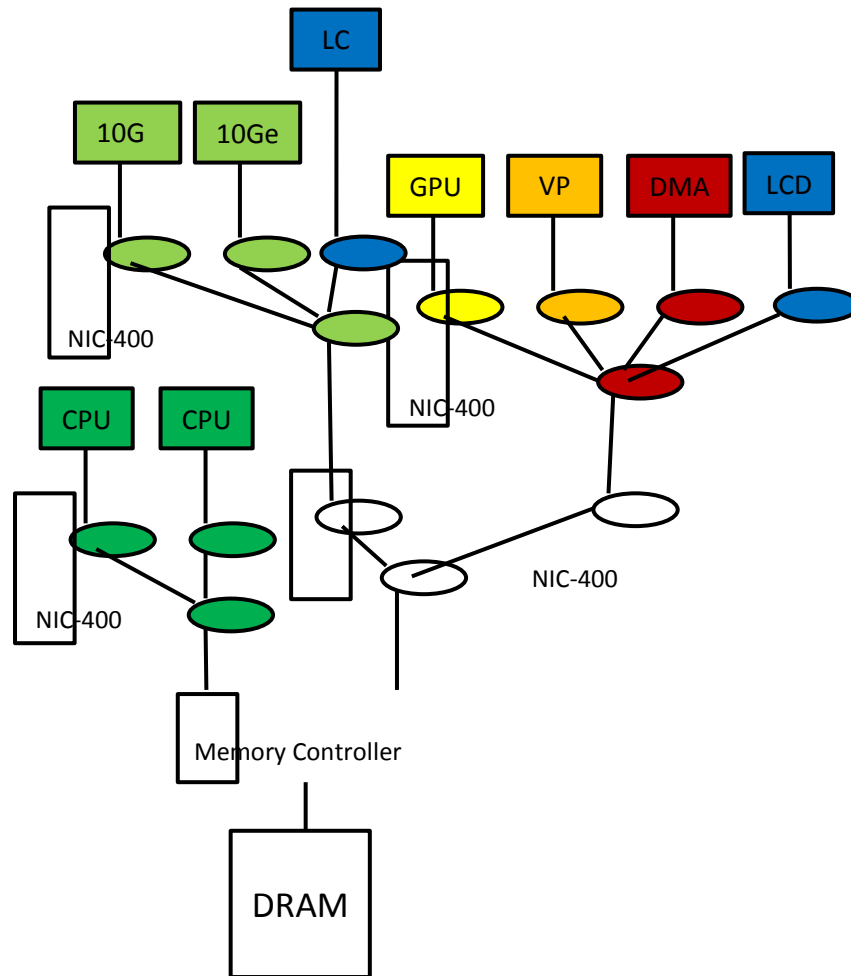 LC
10G
10Ge
GPU
VP
DMA
LCD
NIC-400
NIC-400
CPU
CPU
NIC-400
NIC-400
Memory Controller
DRAM